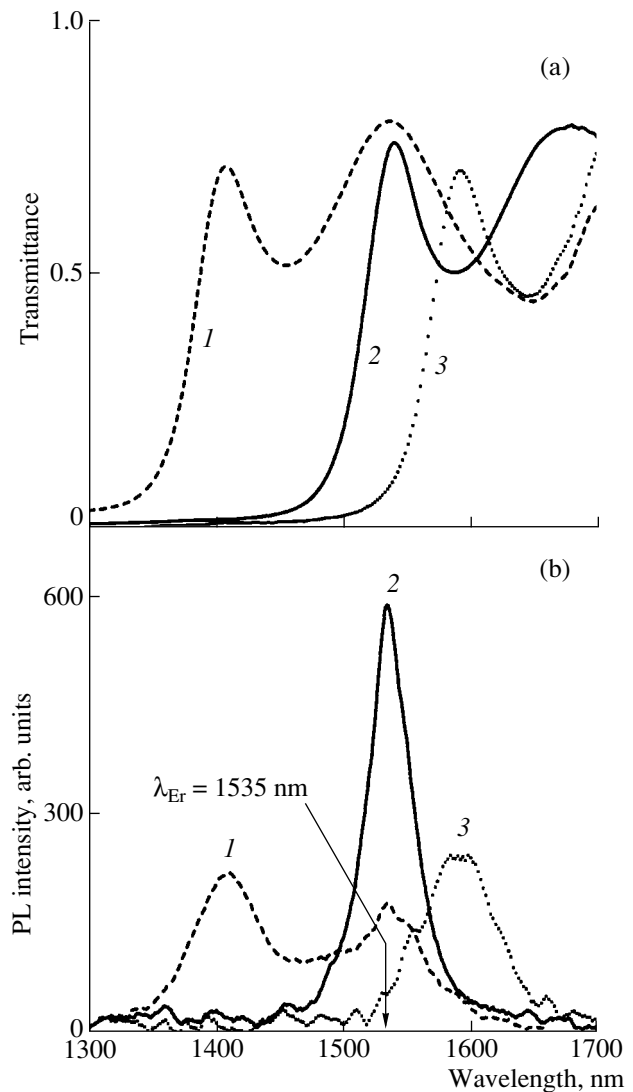 1.0
(a)
Transmittance
0.5
1
2
3
0
(b)
600
2
PL intensity, arb. units
λEr = 1535 nm
300
1
3
0
1300 1400 1500 1600 1700
Wavelength, nm